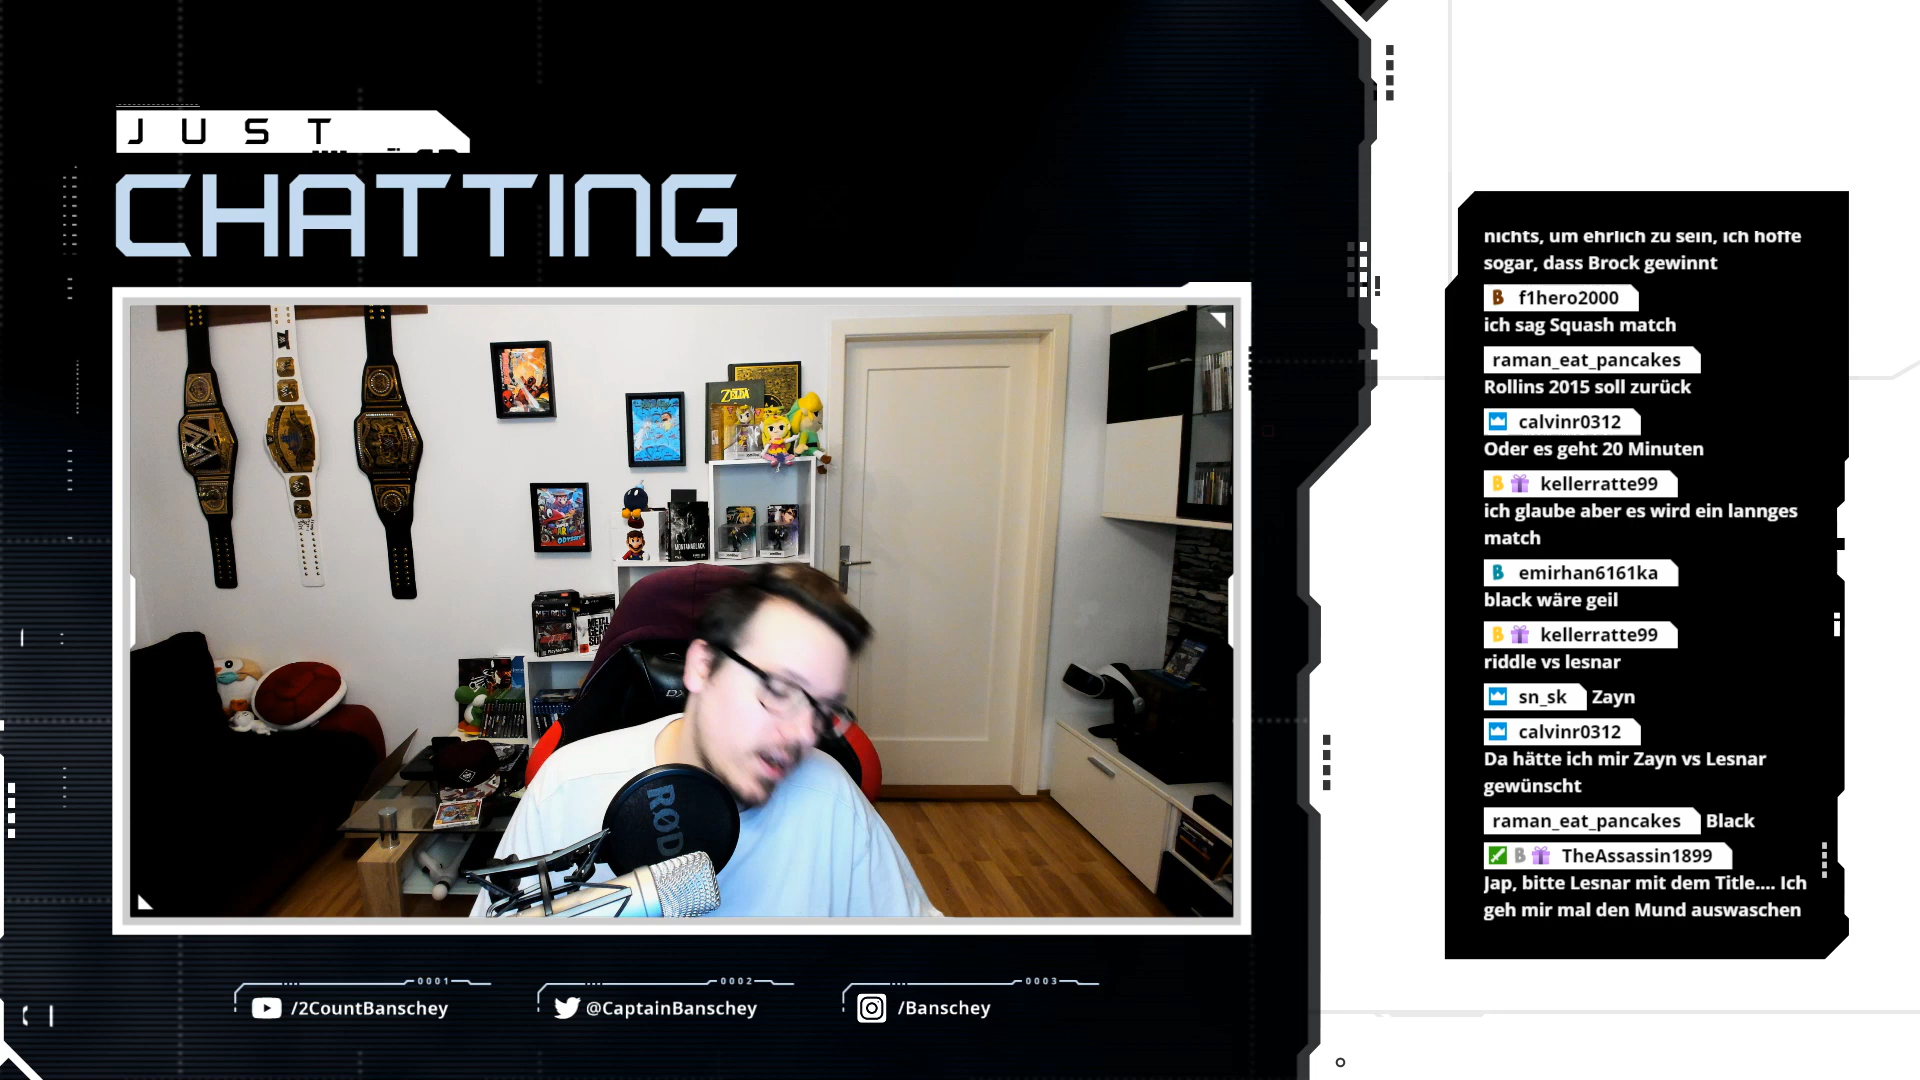 JUST
CHATTING
ZELDA
MONTANABLACK
DX
RØD
0001
/2CountBanschey
0002
@CaptainBanschey
0003
/Banschey
nichts, um ehrlich zu sein, ich hoffe
sogar, dass Brock gewinnt
f1hero2000
ich sag Squash match
raman_eat_pancakes
Rollins 2015 soll zurück
calvinr0312
Oder es geht 20 Minuten
kellerratte99
ich glaube aber es wird ein lannges
match
emirhan6161ka
black wäre geil
kellerratte99
riddle vs lesnar
sn_sk Zayn
calvinr0312
Da hätte ich mir Zayn vs Lesnar
gewünscht
raman_eat_pancakes Black
TheAssassin1899
Jap, bitte Lesnar mit dem Title.... Ich
geh mir mal den Mund auswaschen